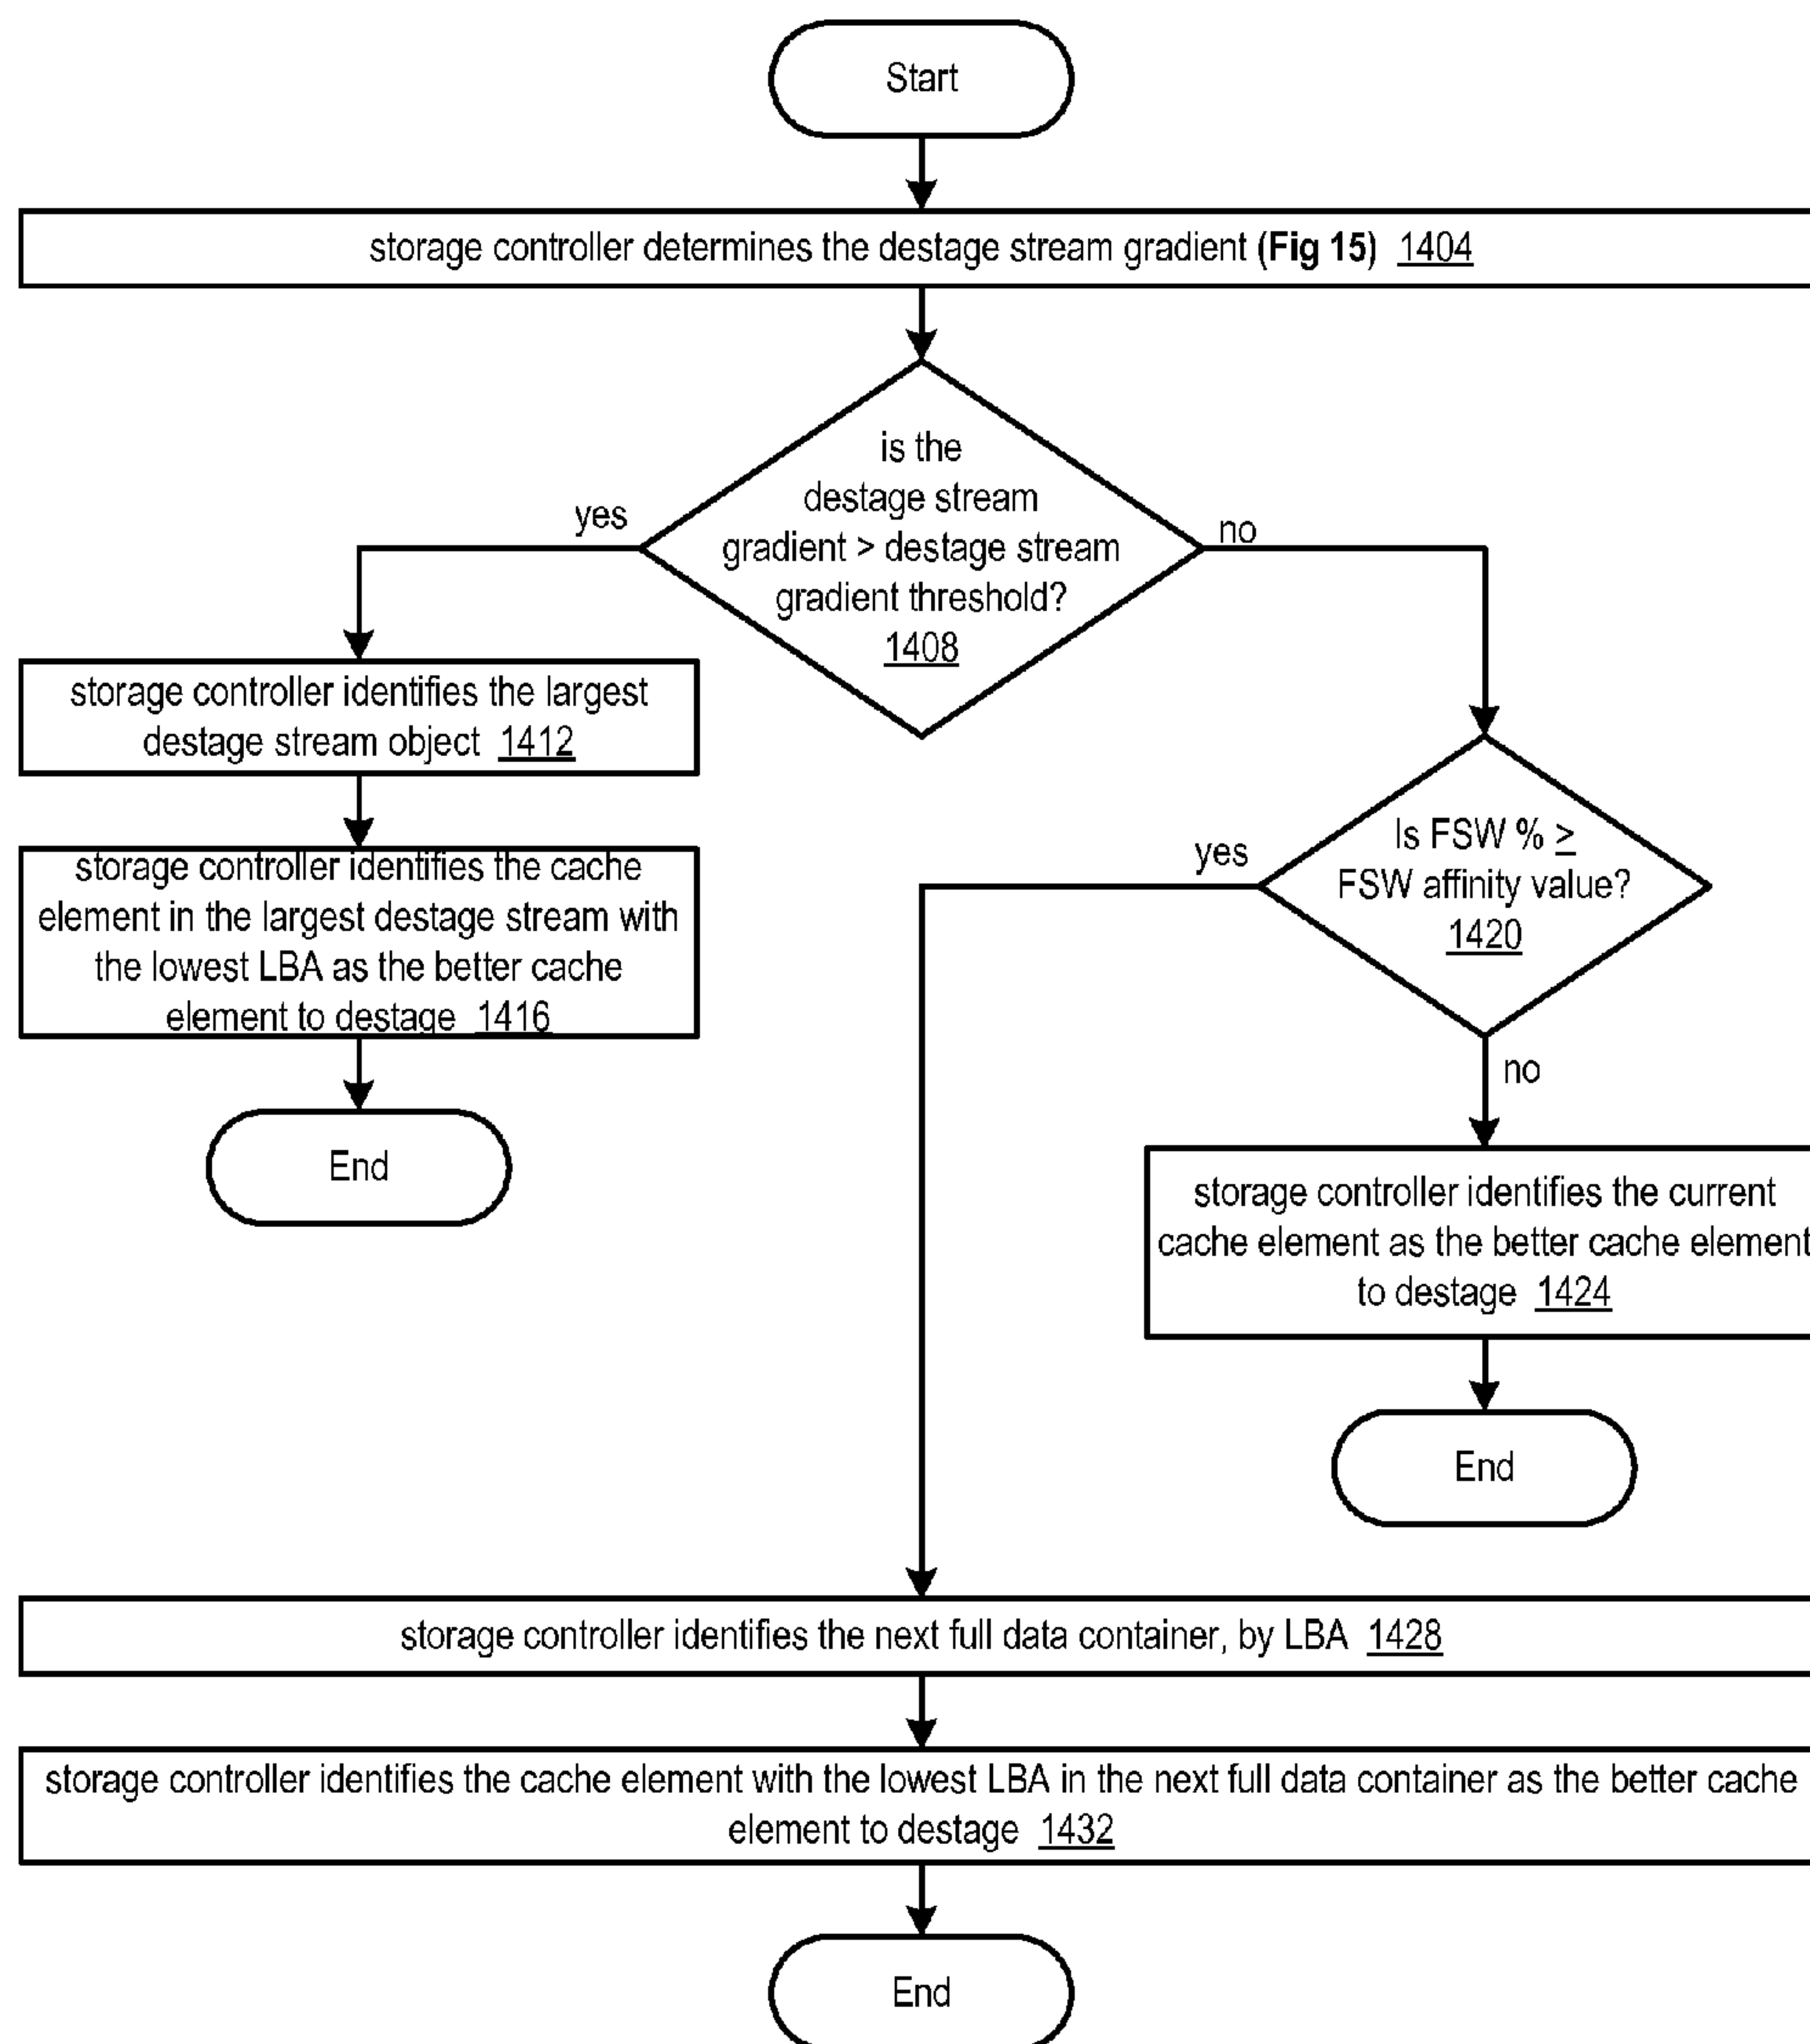 Start
storage controller determines the destage stream gradient (Fig 15) 1404
is the
destage stream
gradient > destage stream
gradient threshold?
1408
yes
no
storage controller identifies the largest
destage stream object 1412
storage controller identifies the cache
element in the largest destage stream with
the lowest LBA as the better cache
element to destage 1416
End
Is FSW % ≥
FSW affinity value?
1420
yes
no
storage controller identifies the current
cache element as the better cache element
to destage 1424
End
storage controller identifies the next full data container, by LBA 1428
storage controller identifies the cache element with the lowest LBA in the next full data container as the better cache
element to destage 1432
End